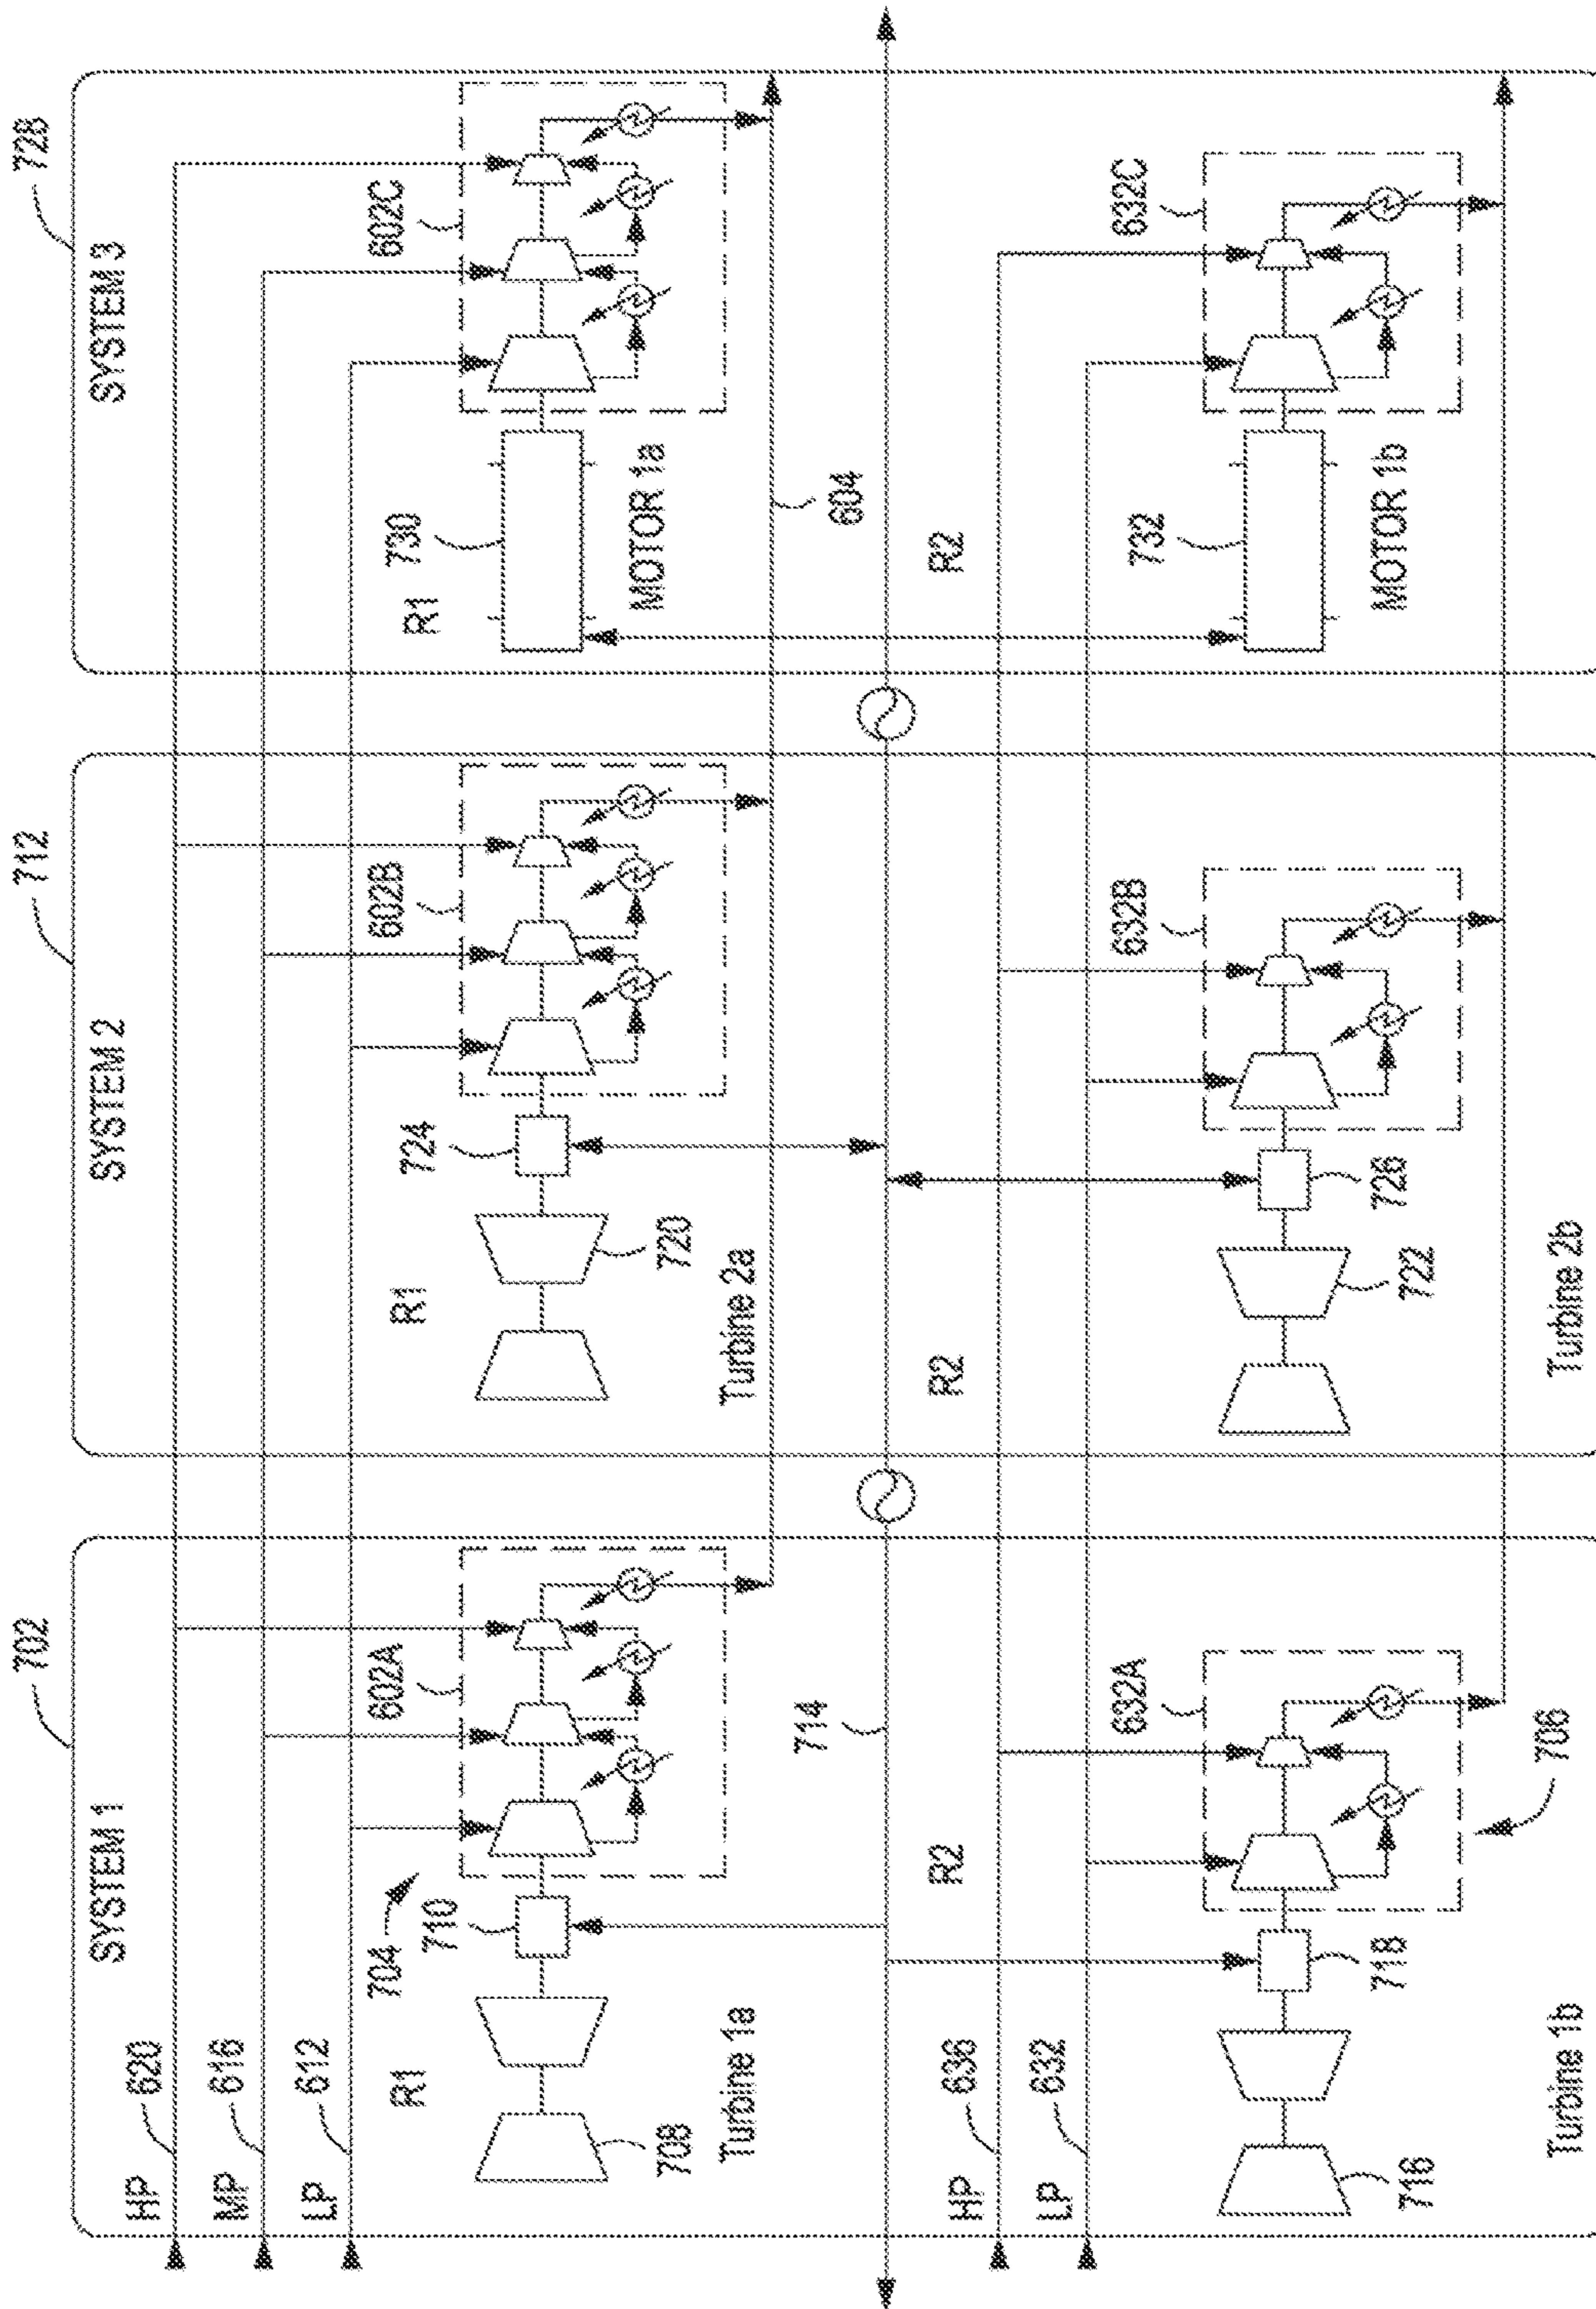 SYSTEM 1
702
HP
620
MP
616
LP
612
R1
704
710
602A
708
Turbine 1a
714
R2
HP
636
LP
632
632A
718
716
706
Turbine 1b
SYSTEM 2
712
R1
724
602B
720
Turbine 2a
R2
632B
726
722
Turbine 2b
SYSTEM 3
728
R1
730
602C
MOTOR 1a
604
R2
732
632C
MOTOR 1b